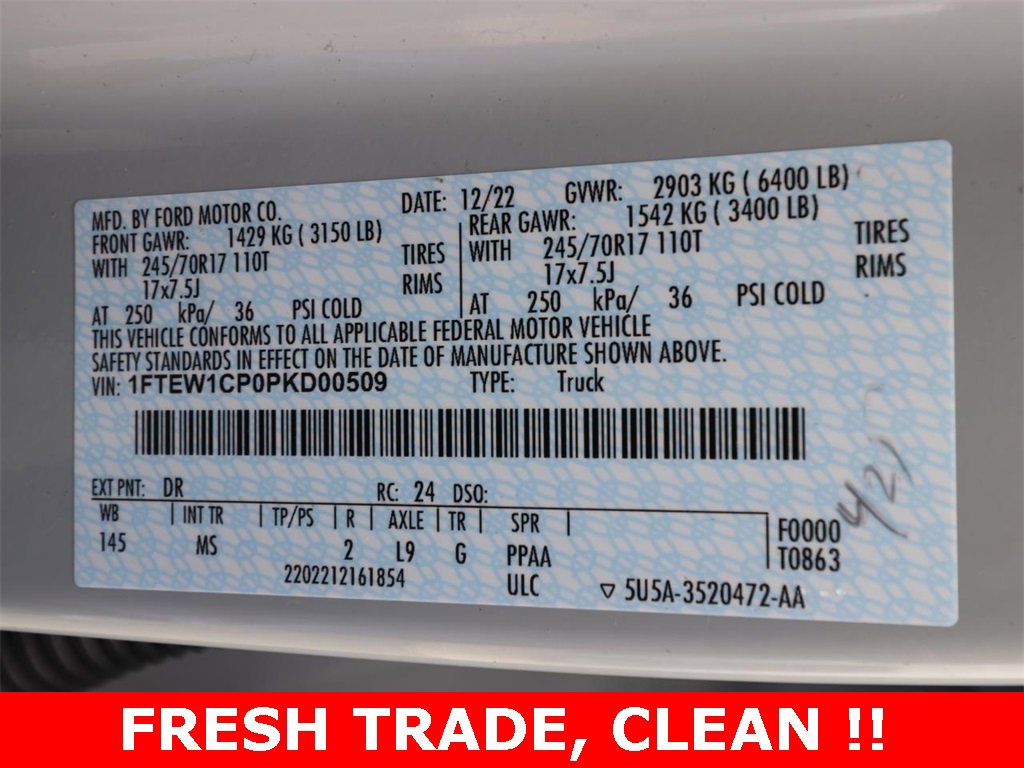 MFD. BY FORD MOTOR CO. DATE: 12/22 GVWR: 2903 KG ( 6400 LB)
FRONT GAWR: 1429 KG ( 3150 LB) REAR GAWR: 1542 KG ( 3400 LB)
WITH 245/70R17 110T TIRES WITH 245/70R17 110T TIRES
17x7.5J RIMS 17x7.5J RIMS
AT 250 kPa/ 36 PSI COLD AT 250 kPa/ 36 PSI COLD
THIS VEHICLE CONFORMS TO ALL APPLICABLE FEDERAL MOTOR VEHICLE
SAFETY STANDARDS IN EFFECT ON THE DATE OF MANUFACTURE SHOWN ABOVE.
VIN: 1FTEW1CP0PKD00509 TYPE: Truck
421
EXT PNT: DR RC: 24 DSO:
WB INT TR TP/PS R AXLE TR SPR F0000
145 MS 2 L9 G PPAA T0863
2202212161854 ULC ▽ 5U5A-3520472-AA
FRESH TRADE, CLEAN !!